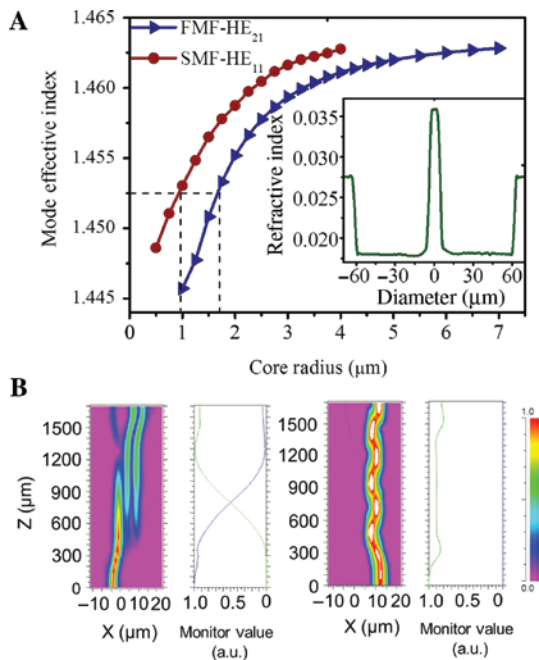 A
1.465
1.460
1.455
1.450
1.445
Mode effective index
FMF-HE21
SMF-HE11
0.035
0.030
0.025
0.020
Refractive index
−60 −30 0 30 60
Diameter (μm)
0 1 2 3 4 5 6 7
Core radius (μm)
B
1500
1200
900
600
300
0
Z (μm)
−10 0 10 20
X (μm)
1.0 0.5 0
Monitor value
(a.u.)
1500
1200
900
600
300
0
−10 0 10 20
X (μm)
1.0 0.5 0
Monitor value
(a.u.)
1.0
0.0